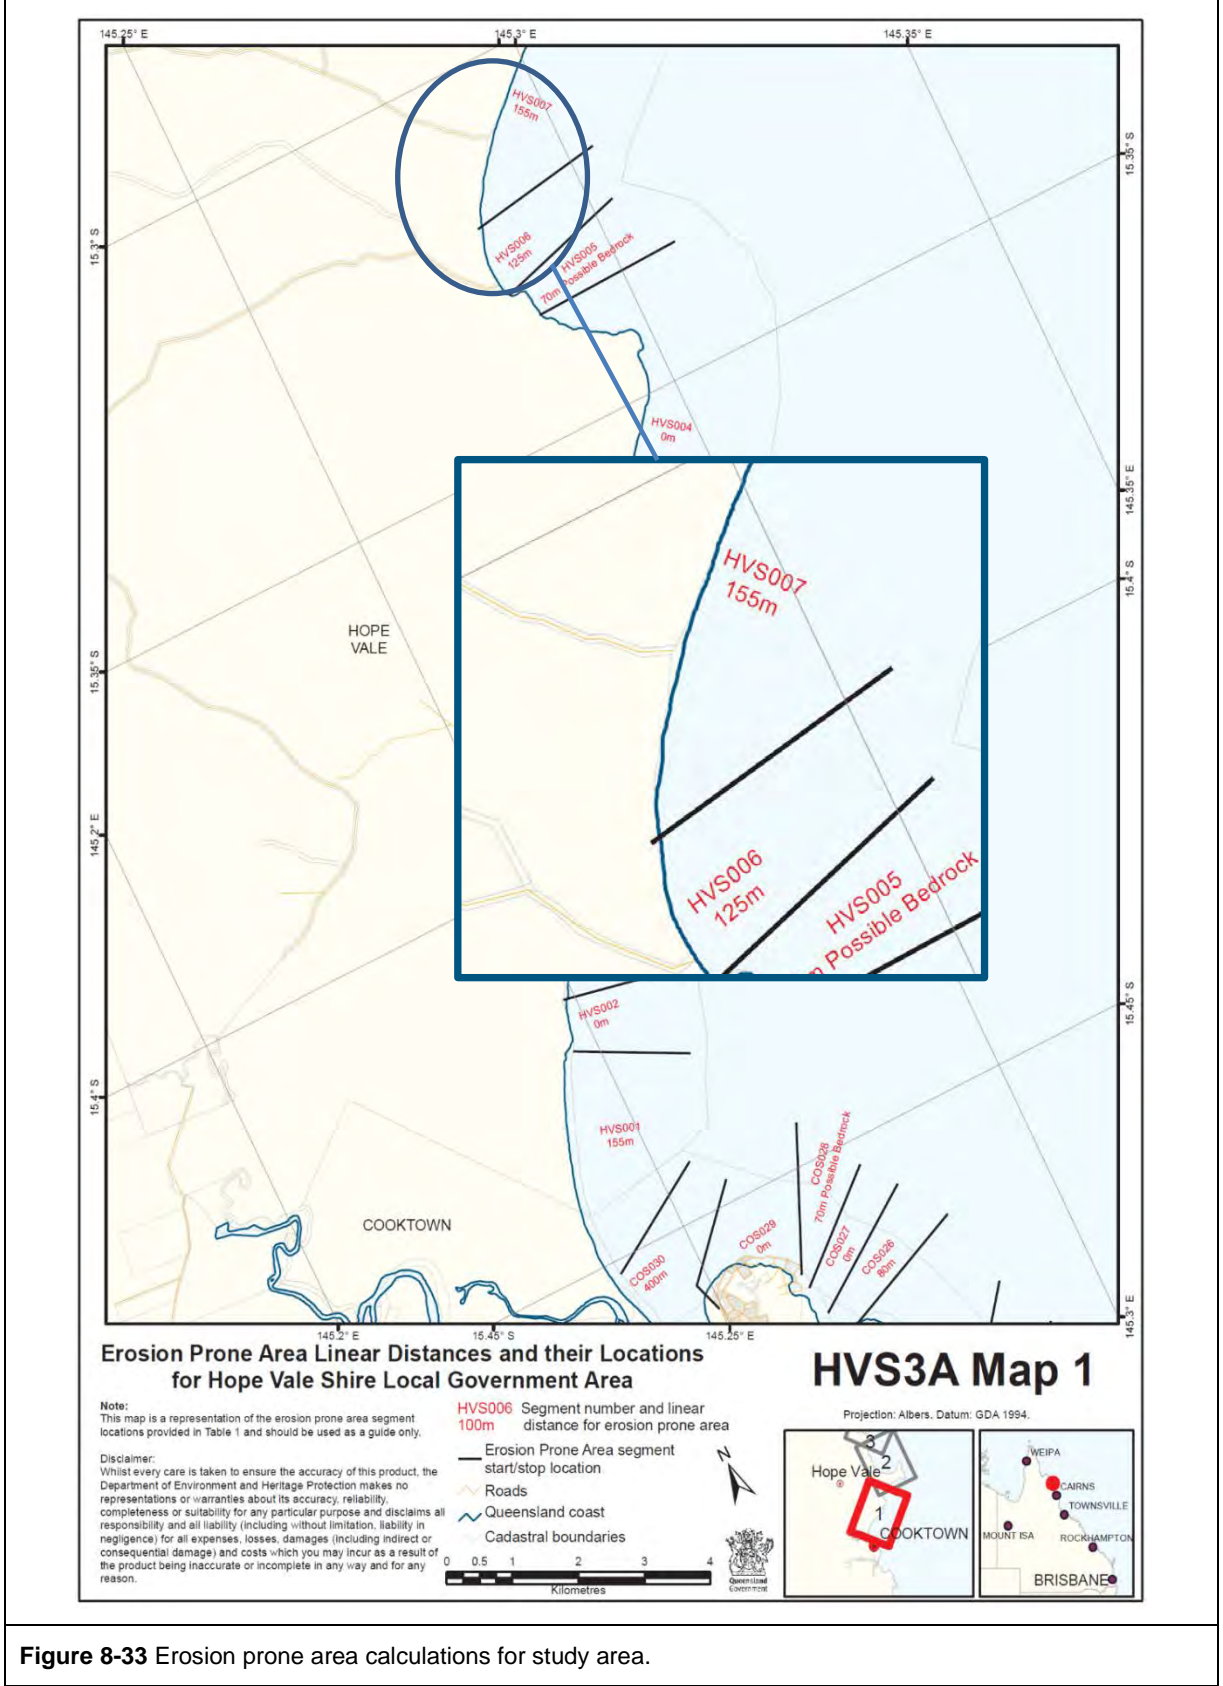 145.25° E
145.3° E
145.35° E
HVS007
155m
15.35° S
15.3° S
HVS006
125m
HVS005
70m Possible Bedrock
HVS004
0m
145.35° E
HVS007
155m
15.4° S
HOPE
VALE
15.35° S
145.2° E
HVS006
125m
HVS005
m Possible Bedrock
HVS002
0m
15.45° S
15.4° S
HVS001
155m
COS028
70m Possible Bedrock
COOKTOWN
COS029
0m
COS027
0m
COS026
80m
COS030
400m
145.3° E
145.2° E
15.45° S
145.25° E
Erosion Prone Area Linear Distances and their Locations
for Hope Vale Shire Local Government Area
HVS3A Map 1
Note:
This map is a representation of the erosion prone area segment
locations provided in Table 1 and should be used as a guide only.
Disclaimer:
Whilst every care is taken to ensure the accuracy of this product, the
Department of Environment and Heritage Protection makes no
representations or warranties about its accuracy, reliability,
completeness or suitability for any particular purpose and disclaims all
responsibility and all liability (including without limitation, liability in
negligence) for all expenses, losses, damages (including indirect or
consequential damage) and costs which you may incur as a result of
the product being inaccurate or incomplete in any way and for any
reason.
HVS006 Segment number and linear
100m distance for erosion prone area
Erosion Prone Area segment
start/stop location
Roads
Queensland coast
Cadastral boundaries
0 0.5 1 2 3 4
Kilometres
N
Queensland
Government
Projection: Albers. Datum: GDA 1994.
3
2
Hope Vale
1
COOKTOWN
WEIPA
CAIRNS
TOWNSVILLE
MOUNT ISA
ROCKHAMPTON
BRISBANE
Figure 8-33 Erosion prone area calculations for study area.